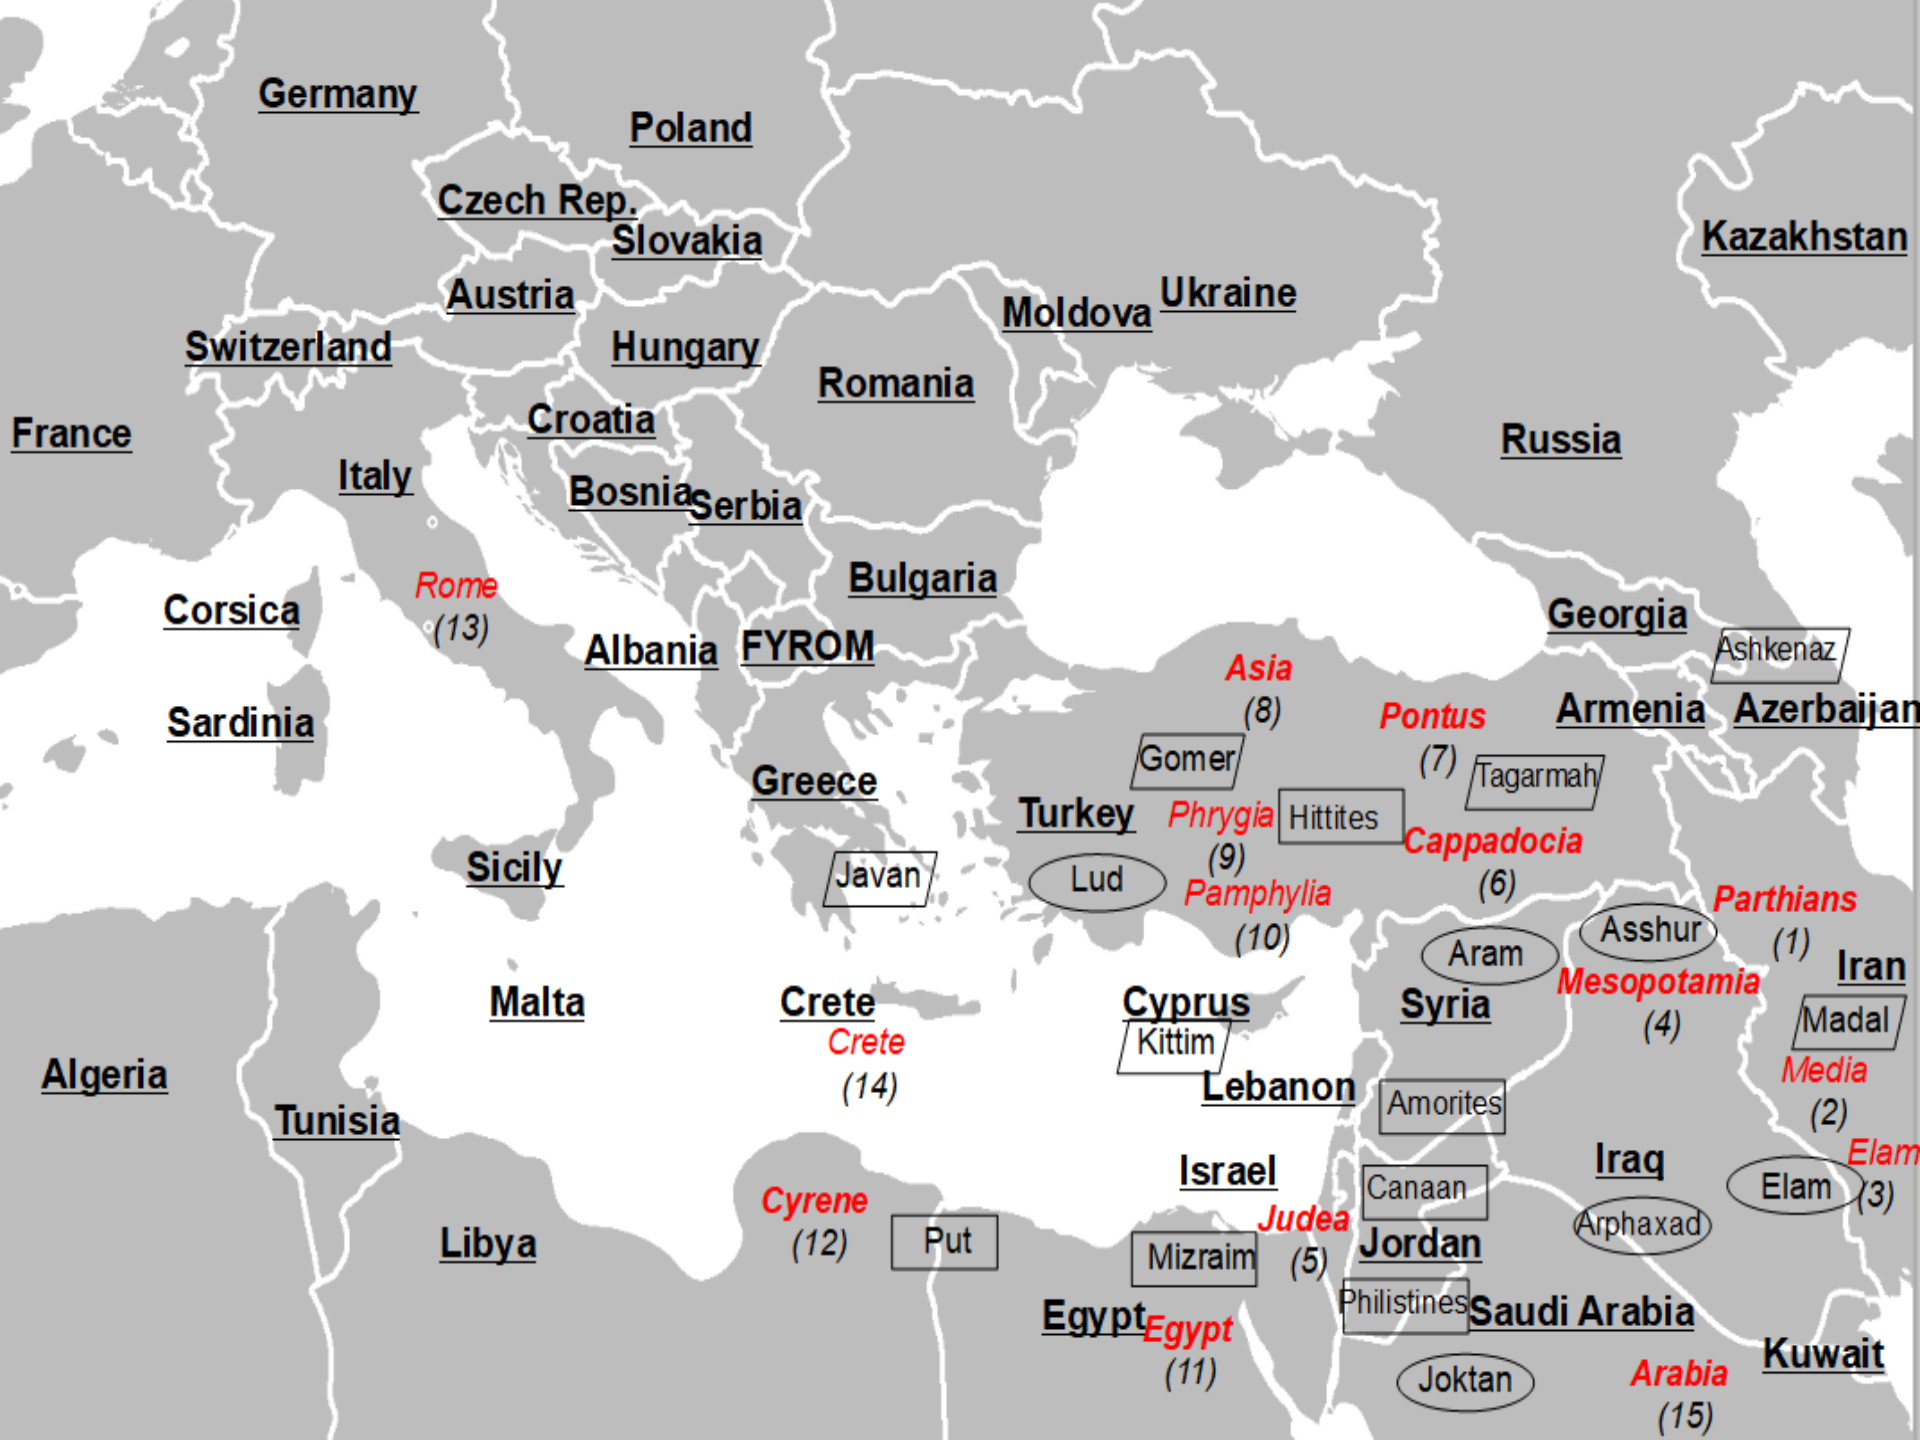 Germany
Poland
Czech Rep.
Slovakia
Kazakhstan
Austria
Moldova
Ukraine
Switzerland
Hungary
Romania
France
Croatia
Russia
Italy
Bosnia
Serbia
Bulgaria
Rome
(13)
Corsica
Georgia
Albania
FYROM
Ashkenaz
Asia
(8)
Sardinia
Pontus
(7)
Armenia
Azerbaijan
Gomer
Tagarmah
Greece
Turkey
Phrygia
(9)
Hittites
Cappadocia
(6)
Sicily
Javan
Lud
Pamphylia
(10)
Parthians
(1)
Asshur
Aram
Iran
Mesopotamia
(4)
Malta
Crete
Crete
(14)
Cyprus
Kittim
Syria
Madal
Media
(2)
Algeria
Lebanon
Amorites
Tunisia
Israel
Iraq
Elam
(3)
Elam
Canaan
Cyrene
(12)
Judea
(5)
Arphaxad
Libya
Put
Mizraim
Jordan
Philistines
Saudi Arabia
Egypt
Egypt
(11)
Kuwait
Joktan
Arabia
(15)